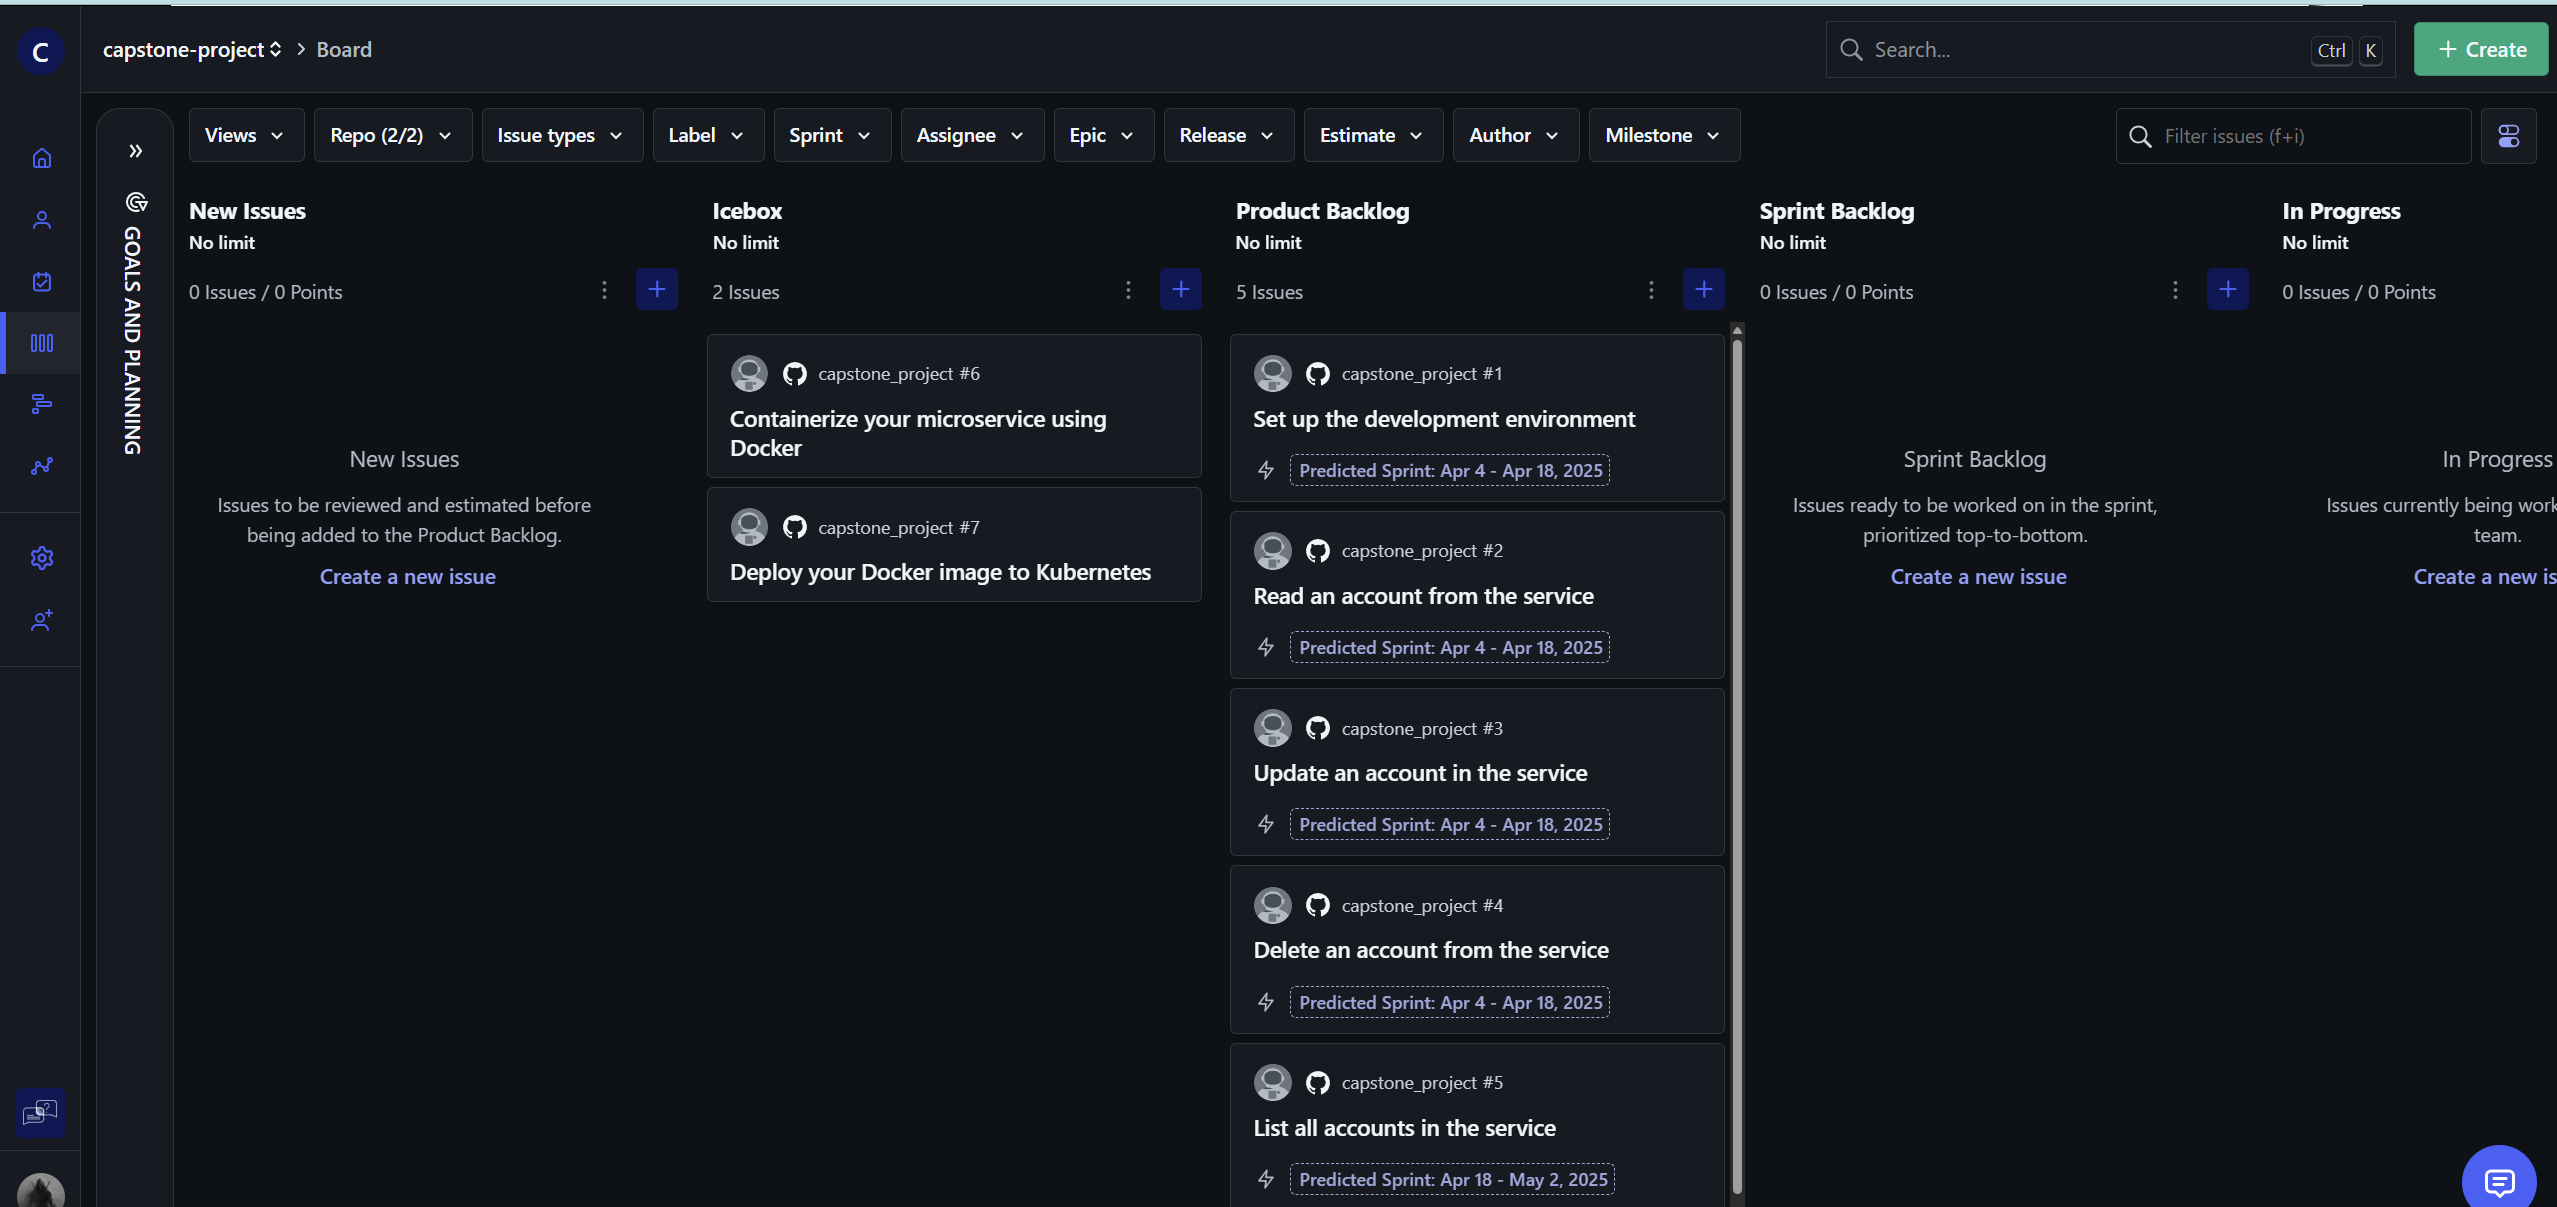 C
capstone-project > Board
Search...
Ctrl K
+ Create
Views
Repo (2/2)
Issue types
Label
Sprint
Assignee
Epic
Release
Estimate
Author
Milestone
Filter issues (f+i)
GOALS AND PLANNING
New Issues
No limit
0 Issues / 0 Points
New Issues
Issues to be reviewed and estimated before
being added to the Product Backlog.
Create a new issue
Icebox
No limit
2 Issues
capstone_project #6
Containerize your microservice using
Docker
capstone_project #7
Deploy your Docker image to Kubernetes
Product Backlog
No limit
5 Issues
capstone_project #1
Set up the development environment
Predicted Sprint: Apr 4 - Apr 18, 2025
capstone_project #2
Read an account from the service
Predicted Sprint: Apr 4 - Apr 18, 2025
capstone_project #3
Update an account in the service
Predicted Sprint: Apr 4 - Apr 18, 2025
capstone_project #4
Delete an account from the service
Predicted Sprint: Apr 4 - Apr 18, 2025
capstone_project #5
List all accounts in the service
Predicted Sprint: Apr 18 - May 2, 2025
Sprint Backlog
No limit
0 Issues / 0 Points
Sprint Backlog
Issues ready to be worked on in the sprint,
prioritized top-to-bottom.
Create a new issue
In Progress
No limit
0 Issues / 0 Points
In Progress
Issues currently being work
team.
Create a new is